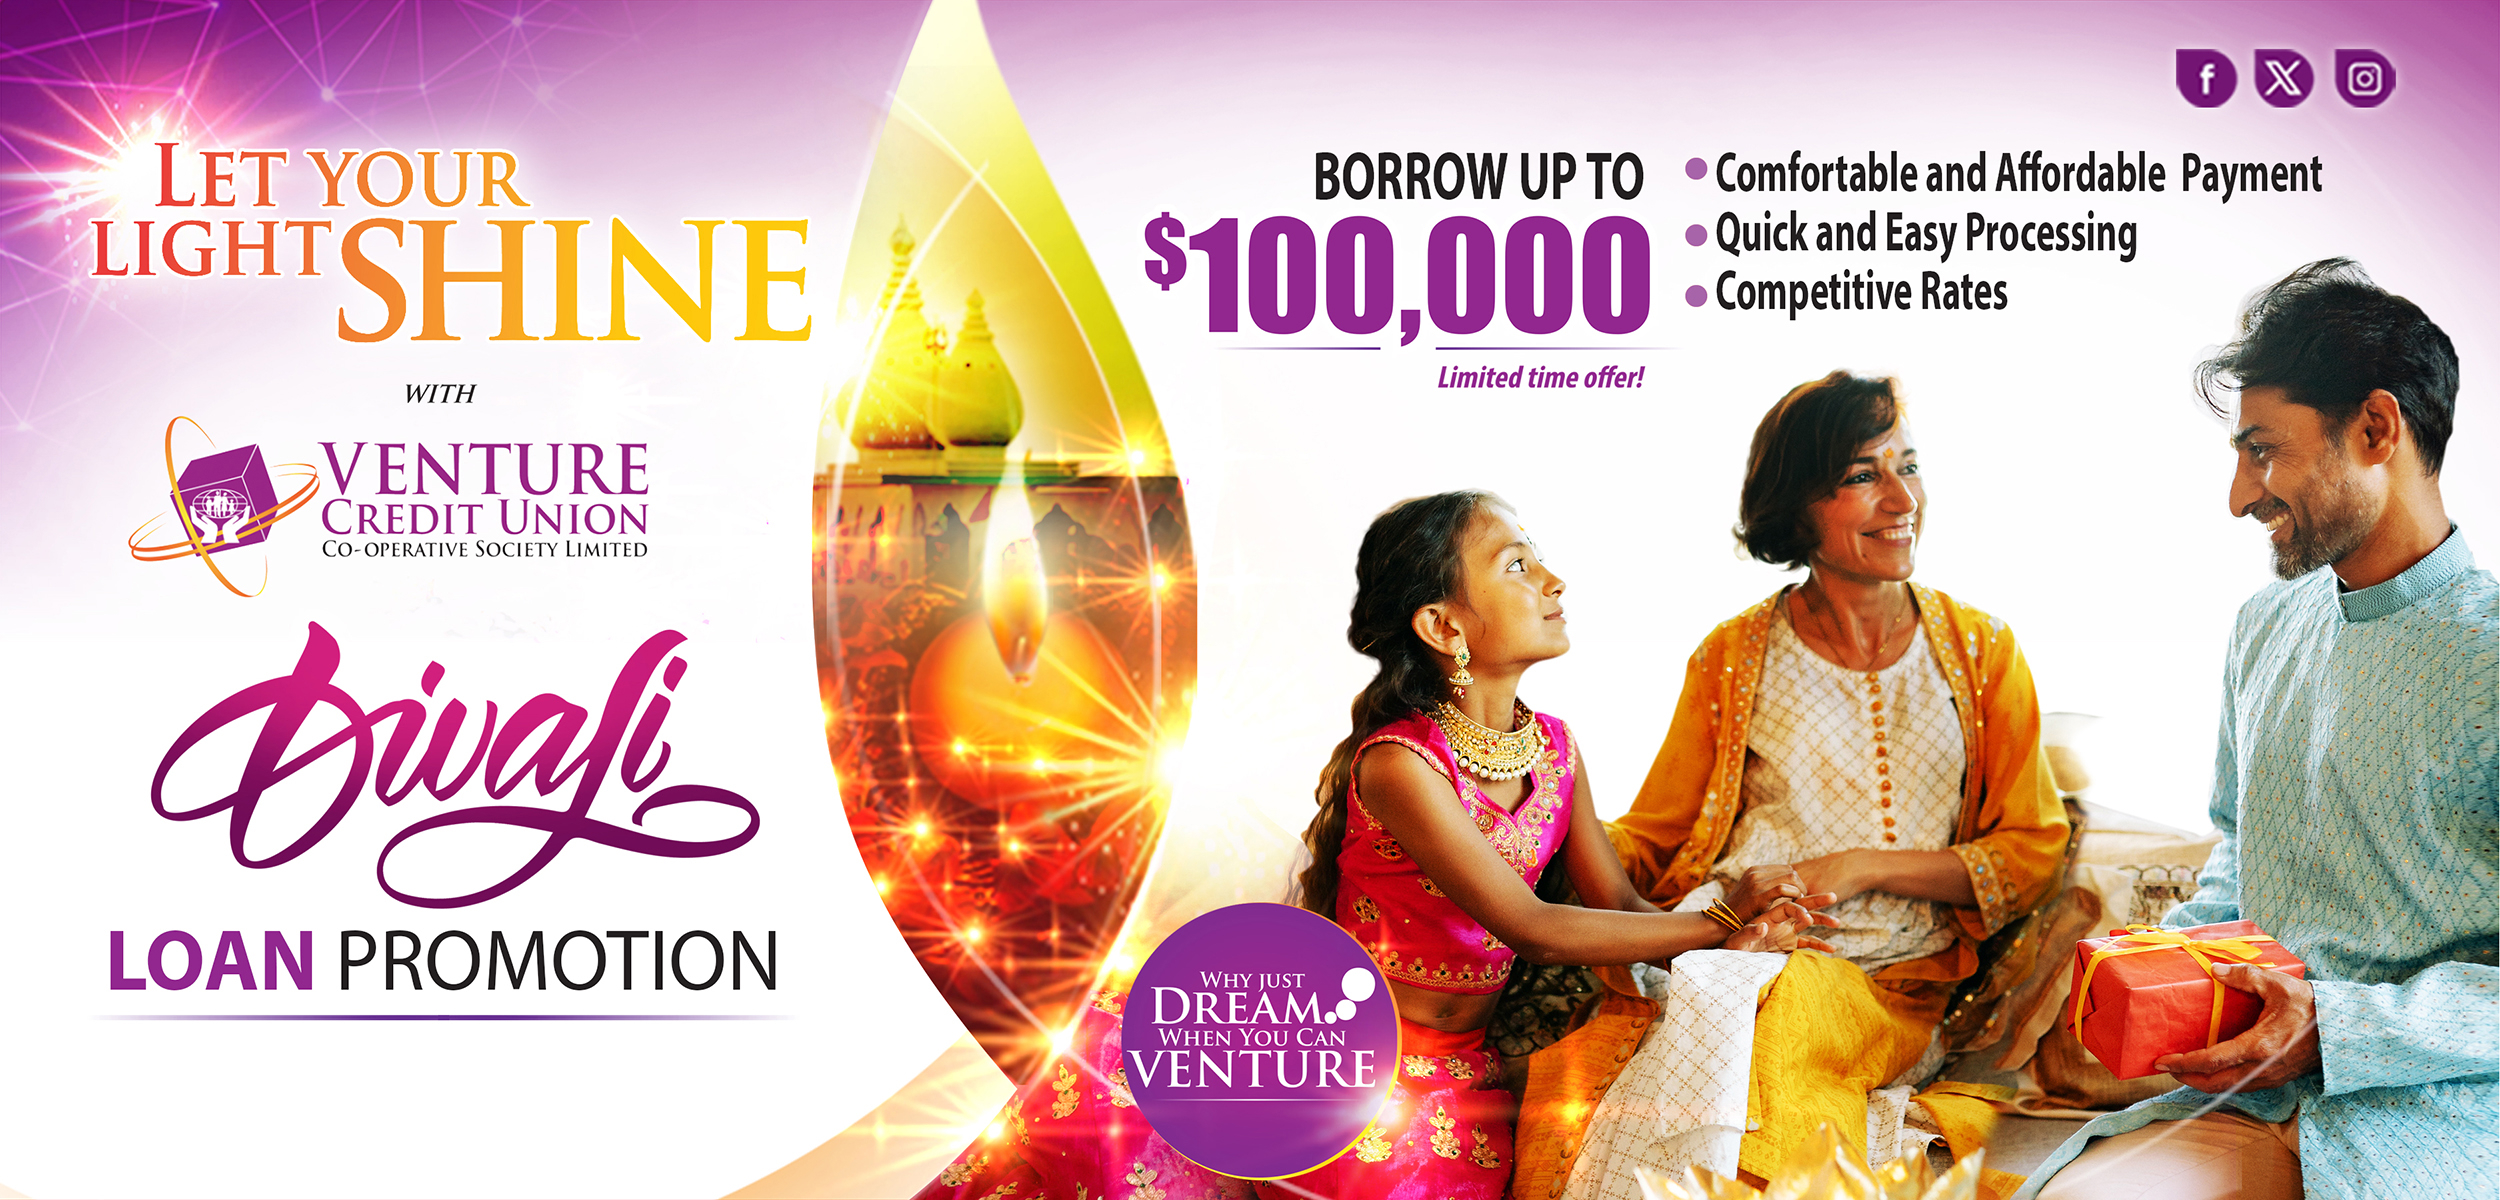 LET YOUR
LIGHT SHINE
WITH
VENTURE
CREDIT UNION
CO-OPERATIVE SOCIETY LIMITED
Diwali
LOAN PROMOTION
BORROW UP TO
$100,000
Limited time offer!
• Comfortable and Affordable Payment
• Quick and Easy Processing
• Competitive Rates
WHY JUST
DREAM
WHEN YOU CAN
VENTURE